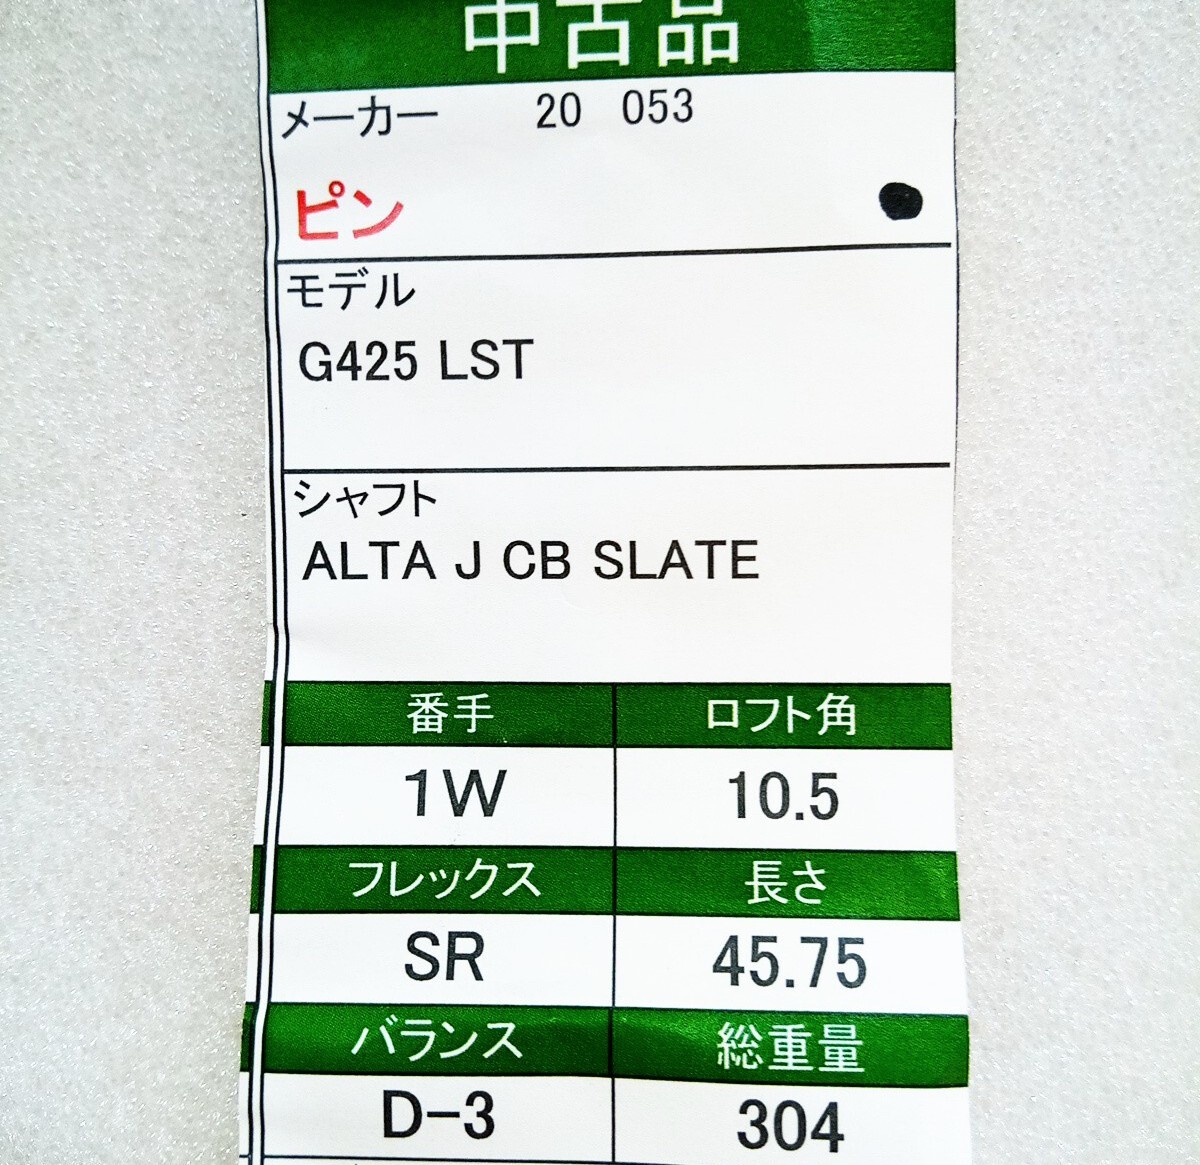 中古品
メーカー 20 053
ピン
モデル
G425 LST
シャフト
ALTA J CB SLATE
番手 ロフト角
1W 10.5
フレックス 長さ
SR 45.75
バランス 総重量
D-3 304